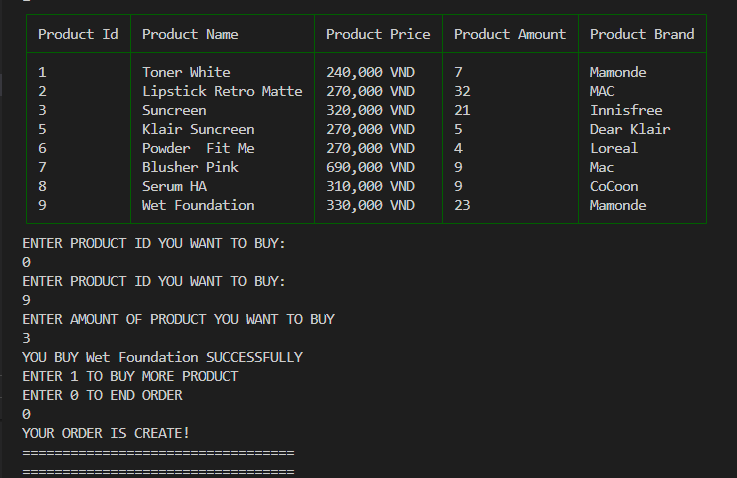 Product Id Product Name Product Price Product Amount Product Brand
1 Toner White 240,000 VND 7 Mamonde
2 Lipstick Retro Matte 270,000 VND 32 MAC
3 Suncreen 320,000 VND 21 Innisfree
5 Klair Suncreen 270,000 VND 5 Dear Klair
6 Powder  Fit Me 270,000 VND 4 Loreal
7 Blusher Pink 690,000 VND 9 Mac
8 Serum HA 310,000 VND 9 CoCoon
9 Wet Foundation 330,000 VND 23 Mamonde
ENTER PRODUCT ID YOU WANT TO BUY:
0
ENTER PRODUCT ID YOU WANT TO BUY:
9
ENTER AMOUNT OF PRODUCT YOU WANT TO BUY
3
YOU BUY Wet Foundation SUCCESSFULLY
ENTER 1 TO BUY MORE PRODUCT
ENTER 0 TO END ORDER
0
YOUR ORDER IS CREATE!
==================================
==================================